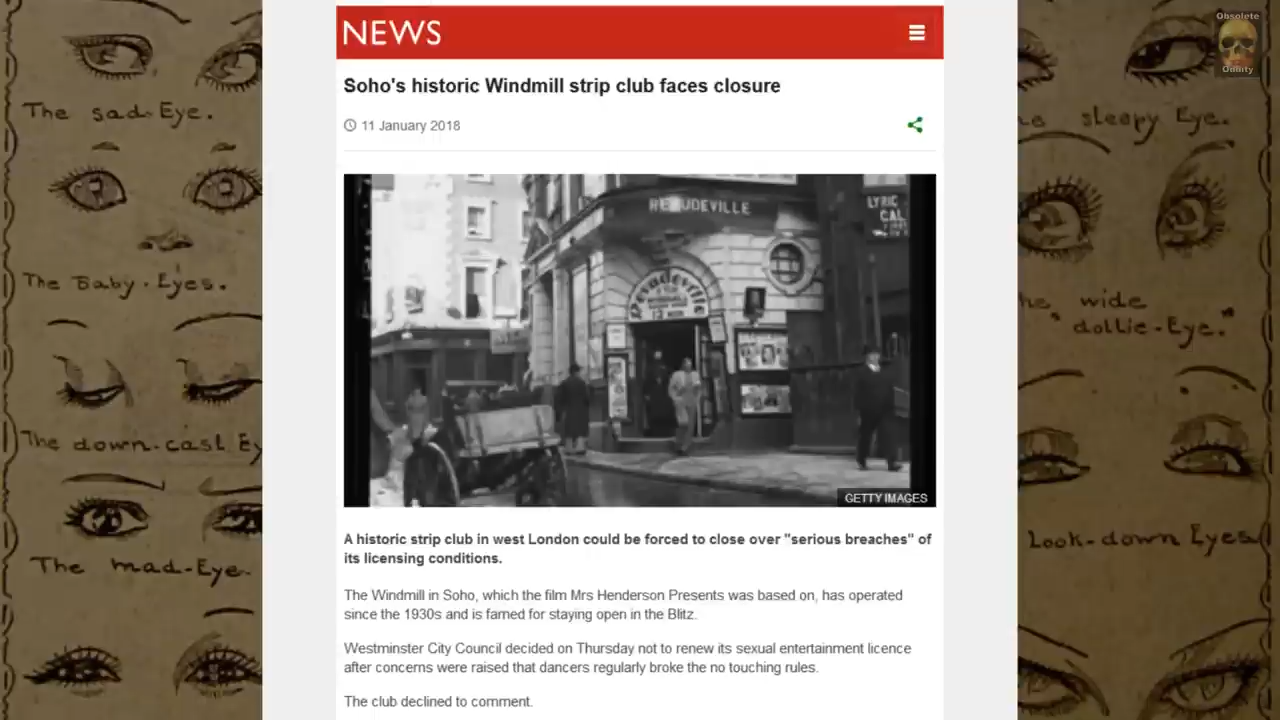 Obsolete
Oddity
NEWS
Soho's historic Windmill strip club faces closure
11 January 2018
REVUDEVILLE
LYRIC
CAL
Revudeville
GETTY IMAGES
A historic strip club in west London could be forced to close over "serious breaches" of
its licensing conditions.
The Windmill in Soho, which the film Mrs Henderson Presents was based on, has operated
since the 1930s and is famed for staying open in the Blitz.
Westminster City Council decided on Thursday not to renew its sexual entertainment licence
after concerns were raised that dancers regularly broke the no touching rules.
The club declined to comment.
The sad-Eye.
The Baby-Eyes.
The down-cast Ey
The mad-Eye.
sleepy Eye.
wide
"dollie-Eye."
Look-down Eyes